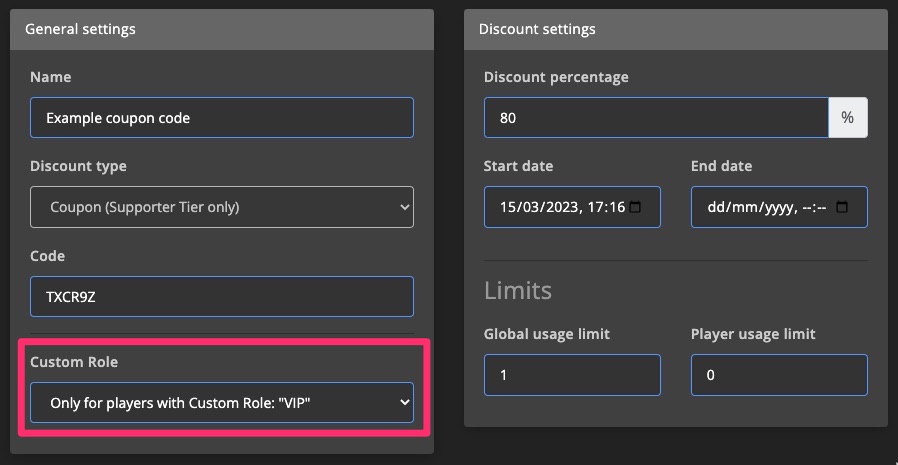 General settings
Name
Example coupon code
Discount type
Coupon (Supporter Tier only)
Code
TXCR9Z
Custom Role
Only for players with Custom Role: "VIP"
Discount settings
Discount percentage
80 %
Start date End date
15/03/2023, 17:16 dd/mm/yyyy, --:--
Limits
Global usage limit Player usage limit
1 0